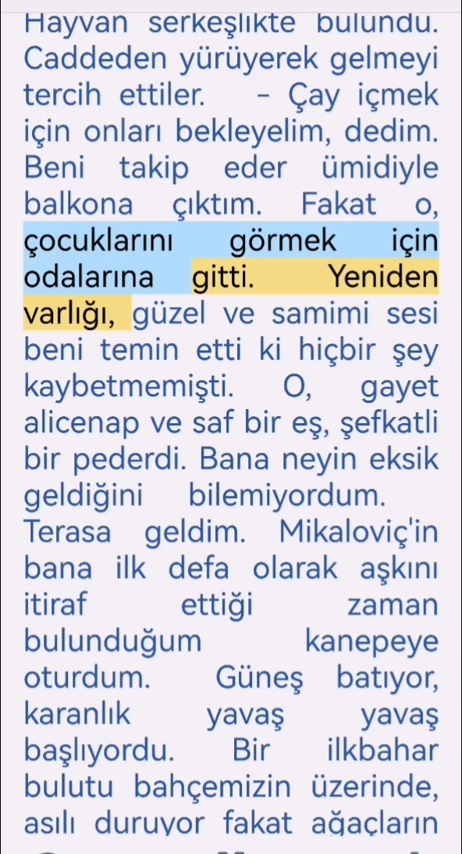 Hayvan serkeşlikte bulundu.
Caddeden yürüyerek gelmeyi
tercih ettiler. – Çay içmek
için onları bekleyelim, dedim.
Beni takip eder ümidiyle
balkona çıktım. Fakat o,
çocuklarını görmek için
odalarına gitti. Yeniden
varlığı, güzel ve samimi sesi
beni temin etti ki hiçbir şey
kaybetmemişti. O, gayet
alicenap ve saf bir eş, şefkatli
bir pederdi. Bana neyin eksik
geldiğini bilemiyordum.
Terasa geldim. Mikaloviç'in
bana ilk defa olarak aşkını
itiraf ettiği zaman
bulunduğum kanepeye
oturdum. Güneş batıyor,
karanlık yavaş yavaş
başlıyordu. Bir ilkbahar
bulutu bahçemizin üzerinde,
asılı duruyor fakat ağaçların